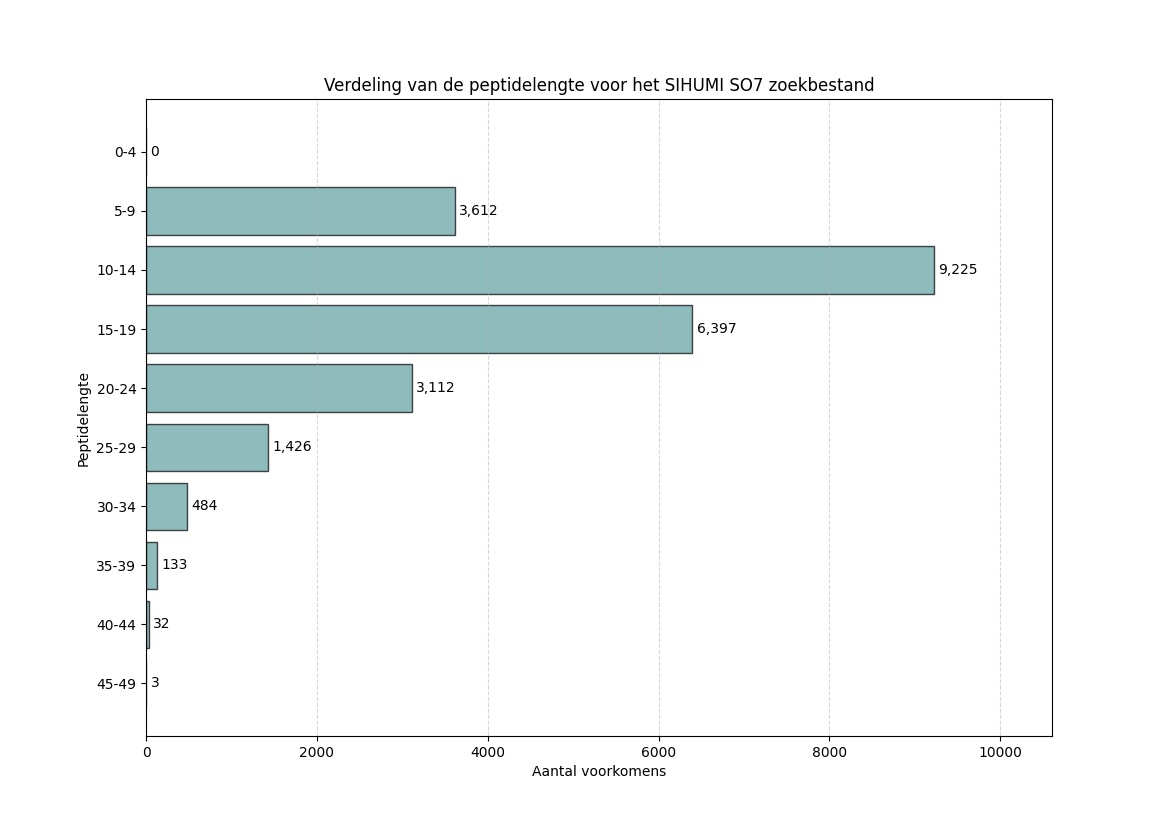 Verdeling van de peptidelengte voor het SIHUMI SO7 zoekbestand
Peptidelengte
0-4 0
5-9 3,612
10-14 9,225
15-19 6,397
20-24 3,112
25-29 1,426
30-34 484
35-39 133
40-44 32
45-49 3
0 2000 4000 6000 8000 10000
Aantal voorkomens